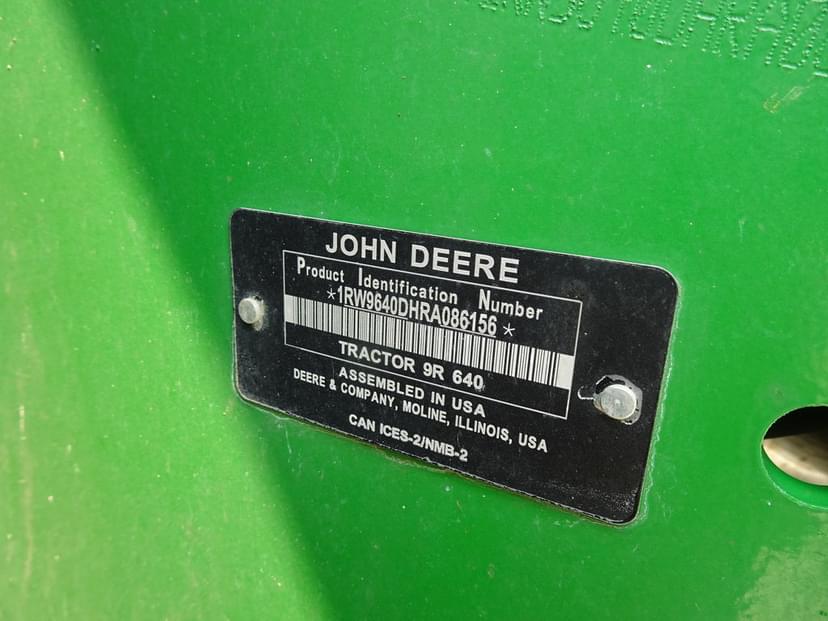 JOHN DEERE
Product Identification Number
*1RW9640DHRA086156*
TRACTOR 9R 640
ASSEMBLED IN USA
DEERE & COMPANY, MOLINE, ILLINOIS, USA
CAN ICES-2/NMB-2